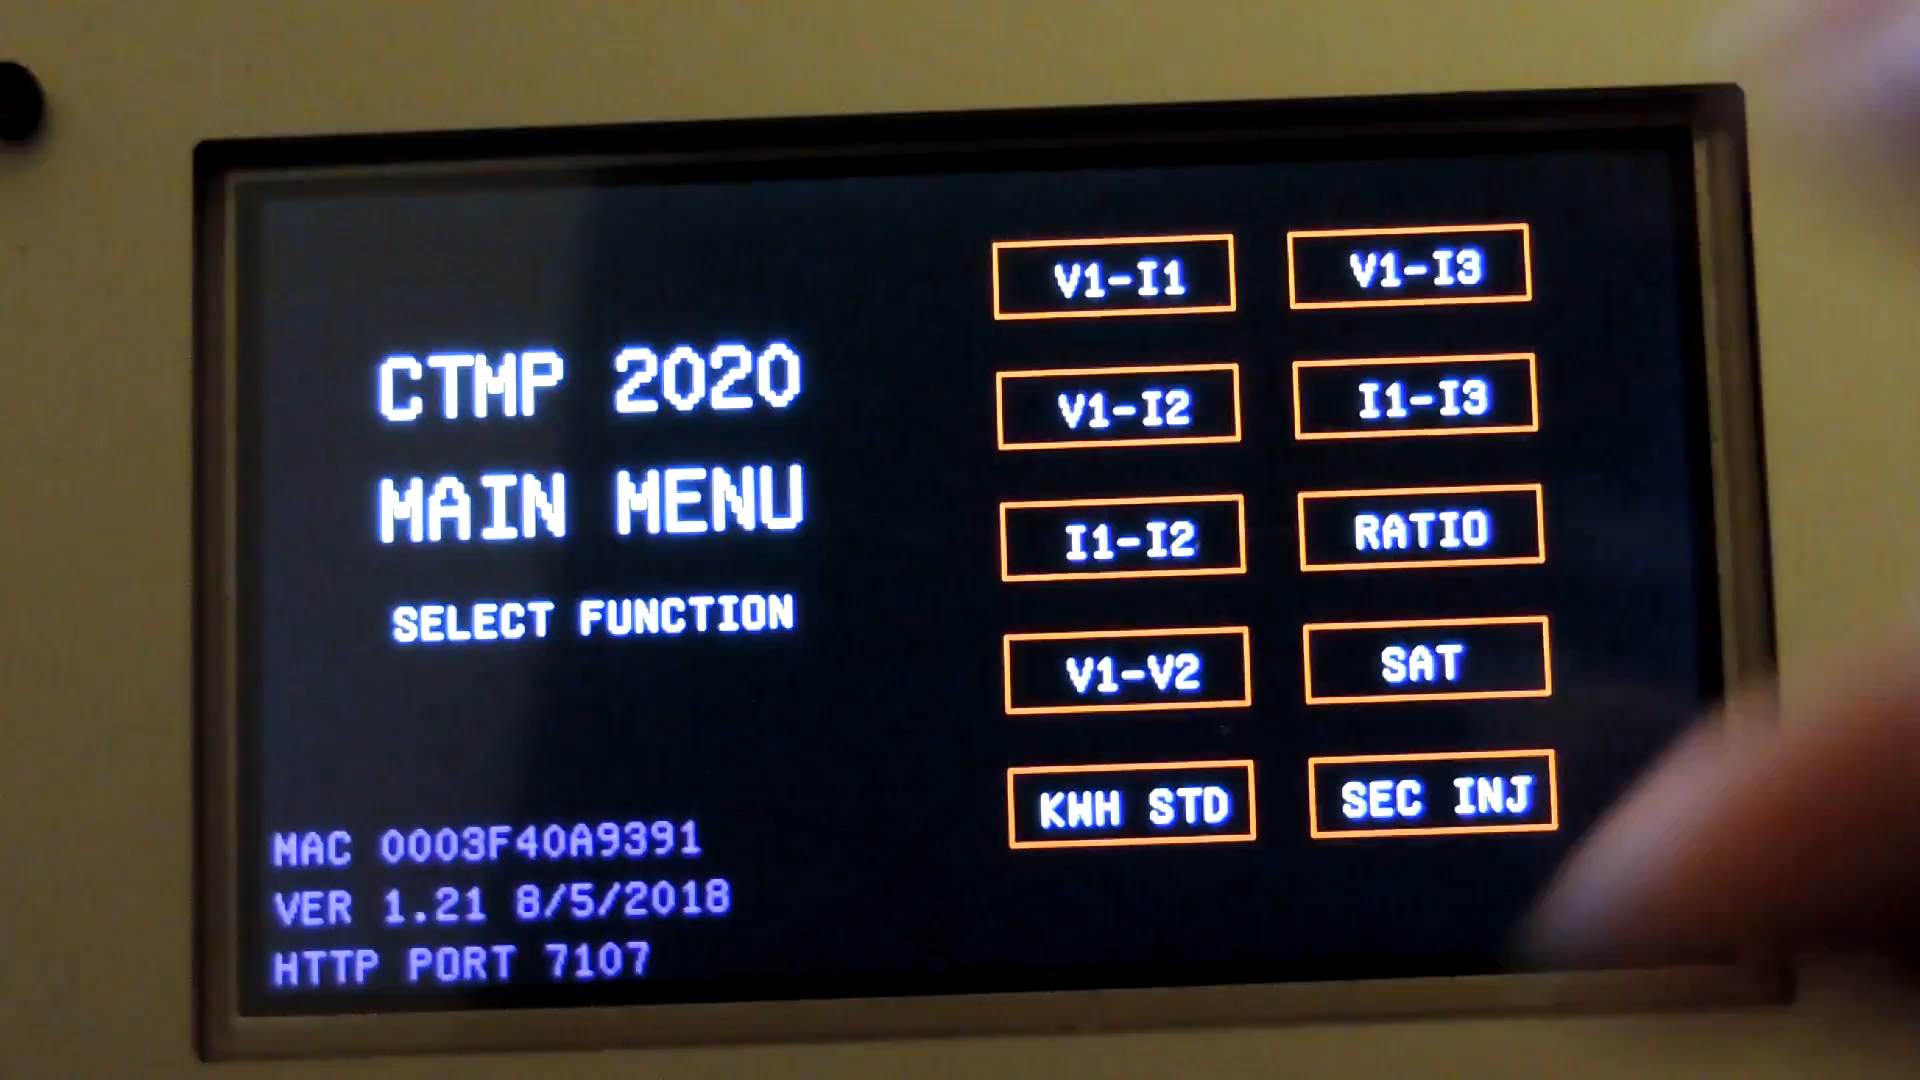 CTMP 2020
MAIN MENU
SELECT FUNCTION
MAC 0003F40A9391
VER 1.21 8/5/2018
HTTP PORT 7107
V1-I1
V1-I3
V1-I2
I1-I3
I1-I2
RATIO
V1-V2
SAT
KWH STD
SEC INJ